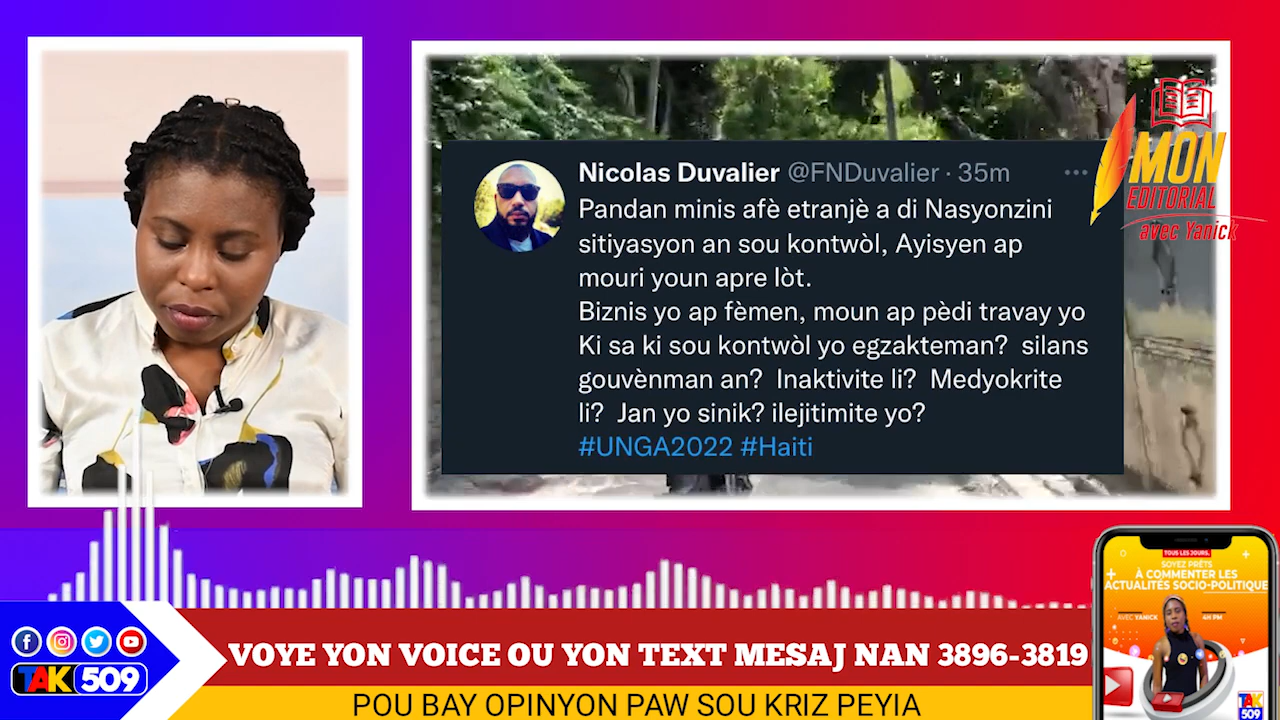 Nicolas Duvalier @FNDuvalier · 35m
Pandan minis afè etranjè a di Nasyonzini
sitiyasyon an sou kontwòl, Ayisyen ap
mouri youn apre lòt.
Biznis yo ap fèmen, moun ap pèdi travay yo
Ki sa ki sou kontwòl yo egzakteman?  silans
gouvènman an?  Inaktivite li?  Medyokrite
li?  Jan yo sinik? ilejitimite yo?
#UNGA2022 #Haiti
MON
EDITORIAL
avec Yanick
TAK 509
VOYE YON VOICE OU YON TEXT MESAJ NAN 3896-3819
POU BAY OPINYON PAW SOU KRIZ PEYIA
TOUS LES JOURS,
SOYEZ PRÊTS
À COMMENTER LES
ACTUALITÉS SOCIO-POLITIQUE
AVEC YANICK
TAK
509